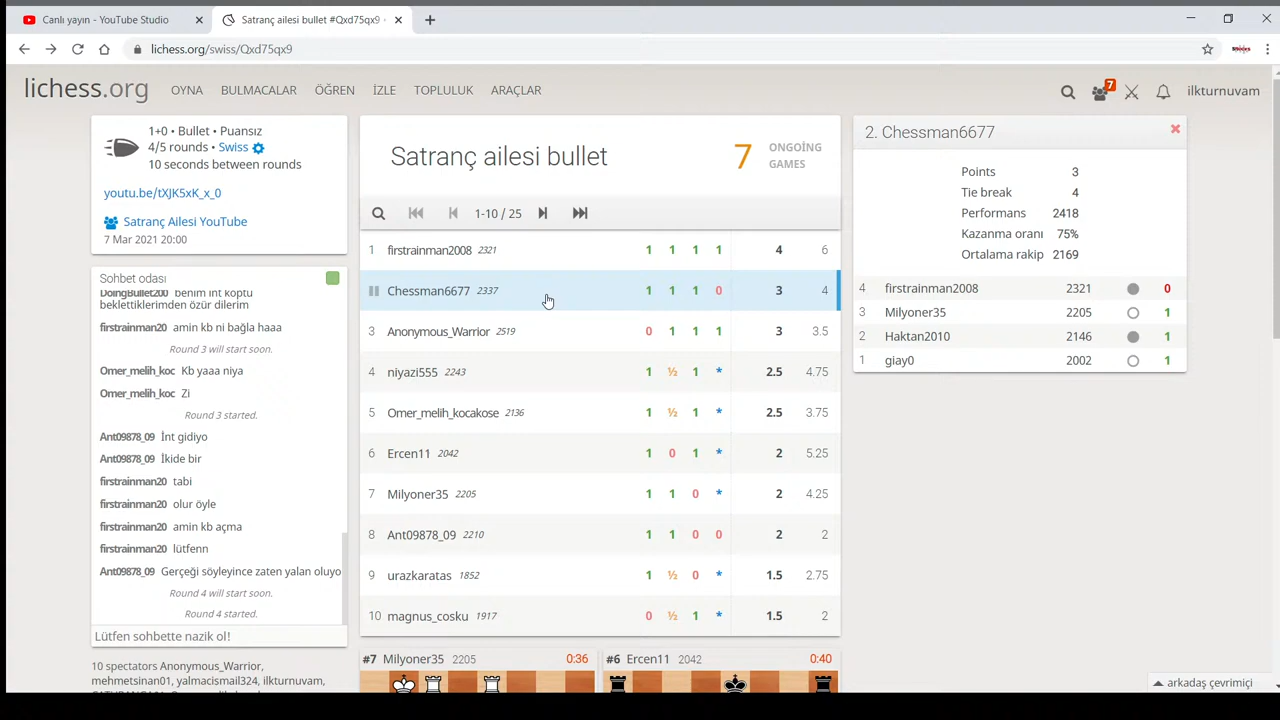 Canlı yayın - YouTube Studio
Satranç ailesi bullet #Qxd75qx9
lichess.org/swiss/Qxd75qx9
lichess.org
OYNA BULMACALAR ÖĞREN İZLE TOPLULUK ARAÇLAR
7
ilkturnuvam
1+0 • Bullet • Puansız
4/5 rounds • Swiss
10 seconds between rounds
youtu.be/tXJK5xK_x_0
Satranç Ailesi YouTube
7 Mar 2021 20:00
Sohbet odası
DoingBullet200 benim int koptu
beklettiklerimden özür dilerim
firstrainman20 amin kb ni bağla haaa
Round 3 will start soon.
Omer_melih_koc Kb yaaa niya
Omer_melih_koc Zi
Round 3 started.
Ant09878_09 İnt gidiyo
Ant09878_09 İkide bir
firstrainman20 tabi
firstrainman20 olur öyle
firstrainman20 amin kb açma
firstrainman20 lütfenn
Ant09878_09 Gerçeği söyleyince zaten yalan oluyo
Round 4 will start soon.
Round 4 started.
Lütfen sohbette nazik ol!
10 spectators Anonymous_Warrior,
mehmetsinan01, yalmacismail324, ilkturnuvam,
Satranç ailesi bullet
7 ONGOING
GAMES
1-10 / 25
1 firstrainman2008 2321 1 1 1 1 4 6
Chessman6677 2337 1 1 1 0 3 4
3 Anonymous_Warrior 2519 0 1 1 1 3 3.5
4 niyazi555 2243 1 ½ 1 * 2.5 4.75
5 Omer_melih_kocakose 2136 1 ½ 1 * 2.5 3.75
6 Ercen11 2042 1 0 1 * 2 5.25
7 Milyoner35 2205 1 1 0 * 2 4.25
8 Ant09878_09 2210 1 1 0 0 2 2
9 urazkaratas 1852 1 ½ 0 * 1.5 2.75
10 magnus_cosku 1917 0 ½ 1 * 1.5 2
#7 Milyoner35 2205 0:36
#6 Ercen11 2042 0:40
2. Chessman6677
Points 3
Tie break 4
Performans 2418
Kazanma oranı 75%
Ortalama rakip 2169
4 firstrainman2008 2321 0
3 Milyoner35 2205 1
2 Haktan2010 2146 1
1 giay0 2002 1
arkadaş çevrimiçi